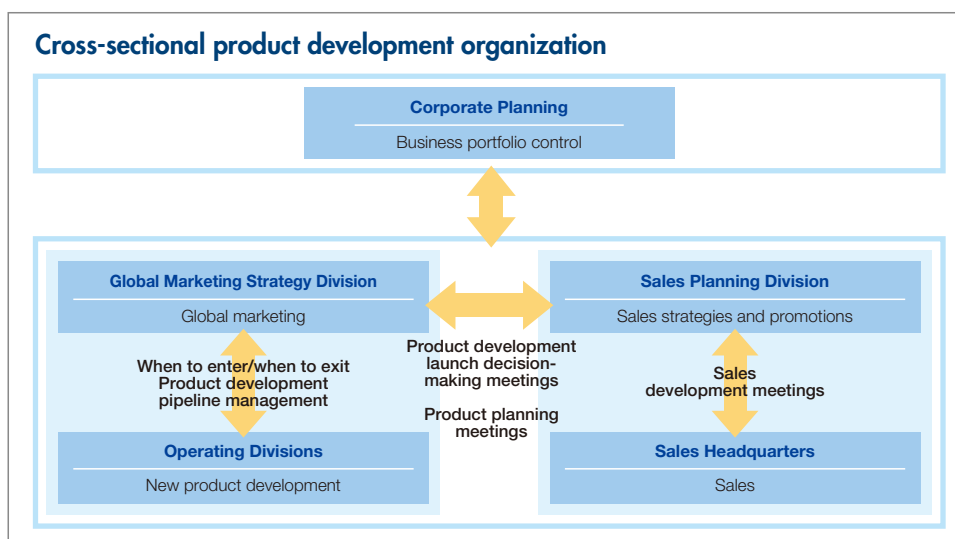 Cross-sectional product development organization
Corporate Planning
Business portfolio control
Global Marketing Strategy Division
Global marketing
When to enter/when to exit
Product development
pipeline management
Operating Divisions
New product development
Product development
launch decision-
making meetings
Product planning
meetings
Sales Planning Division
Sales strategies and promotions
Sales
development meetings
Sales Headquarters
Sales